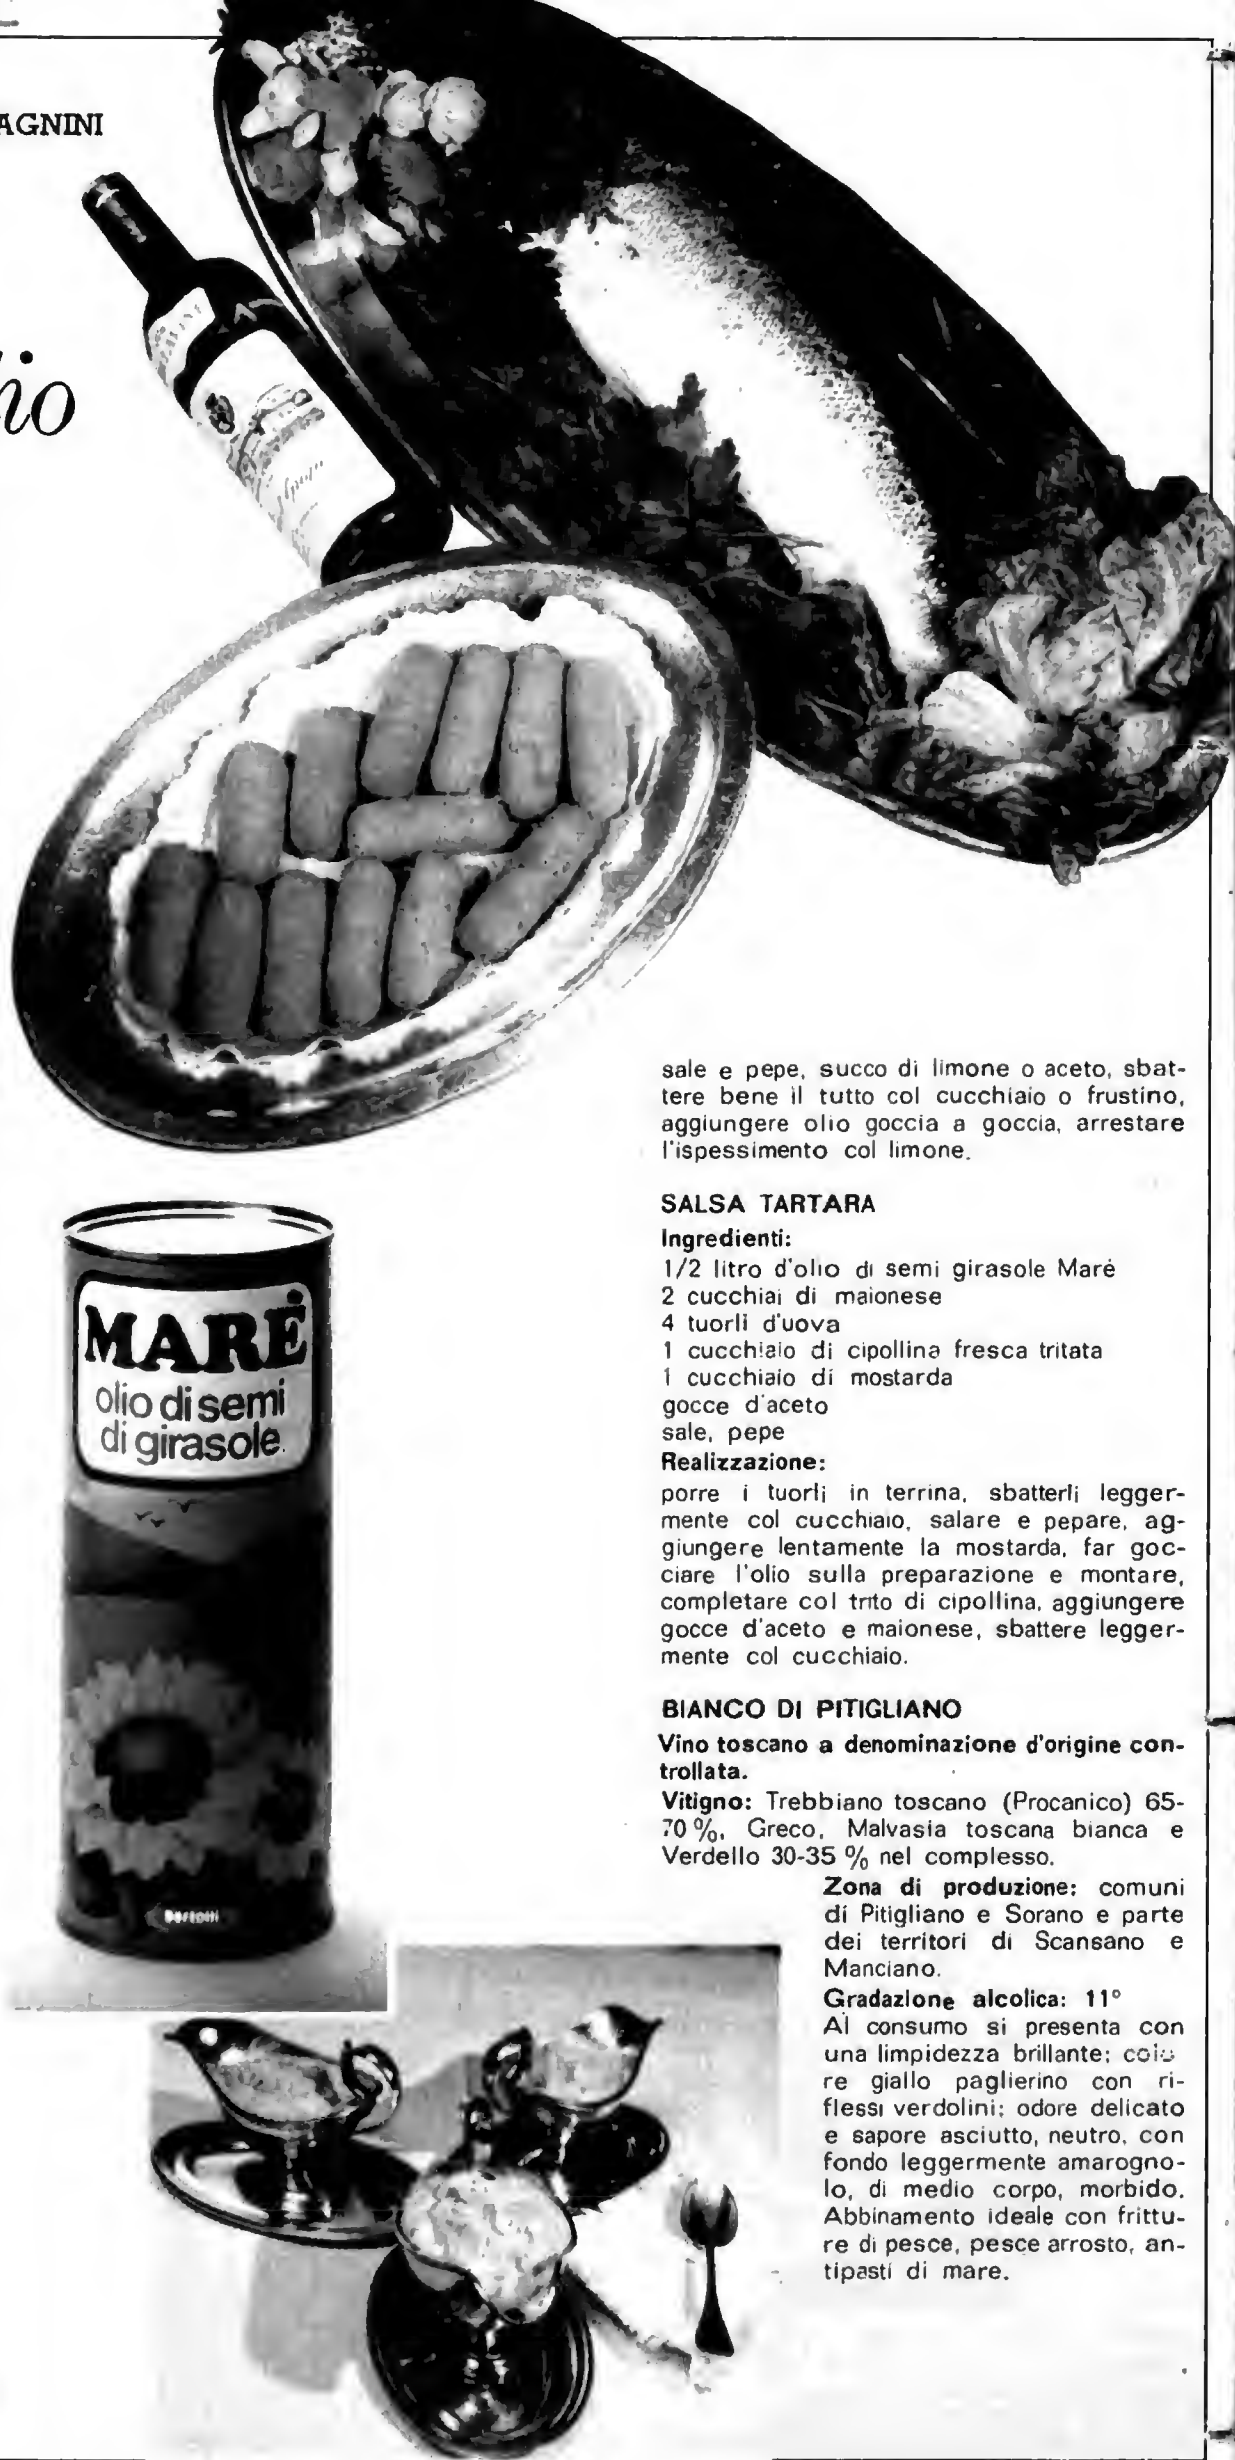 AGNINI
io
sale e pepe, succo di limone o aceto, sbat-
tere bene il tutto col cucchiaio o frustino,
aggiungere olio goccia a goccia, arrestare
l'ispessimento col limone.
SALSA TARTARA
Ingredienti:
1/2 litro d'olio di semi girasole Maré
2 cucchiai di maionese
4 tuorli d'uova
1 cucchiaio di cipollina fresca tritata
1 cucchiaio di mostarda
gocce d'aceto
sale, pepe
Realizzazione:
porre i tuorli in terrina, sbatterli legger-
mente col cucchiaio, salare e pepare, ag-
giungere lentamente la mostarda, far goc-
ciare l'olio sulla preparazione e montare,
completare col trito di cipollina, aggiungere
gocce d'aceto e maionese, sbattere legger-
mente col cucchiaio.
BIANCO DI PITIGLIANO
Vino toscano a denominazione d'origine con-
trollata.
Vitigno: Trebbiano toscano (Procanico) 65-
70 %, Greco, Malvasia toscana bianca e
Verdello 30-35 % nel complesso.
Zona di produzione: comuni
di Pitigliano e Sorano e parte
dei territori di Scansano e
Manciano.
Gradazione alcolica: 11°
Al consumo si presenta con
una limpidezza brillante; colo
re giallo paglierino con ri-
flessi verdolini; odore delicato
e sapore asciutto, neutro, con
fondo leggermente amarogno-
lo, di medio corpo, morbido.
Abbinamento ideale con frittu-
re di pesce, pesce arrosto, an-
tipasti di mare.
MARÈ
olio di semi
di girasole
Bertolli